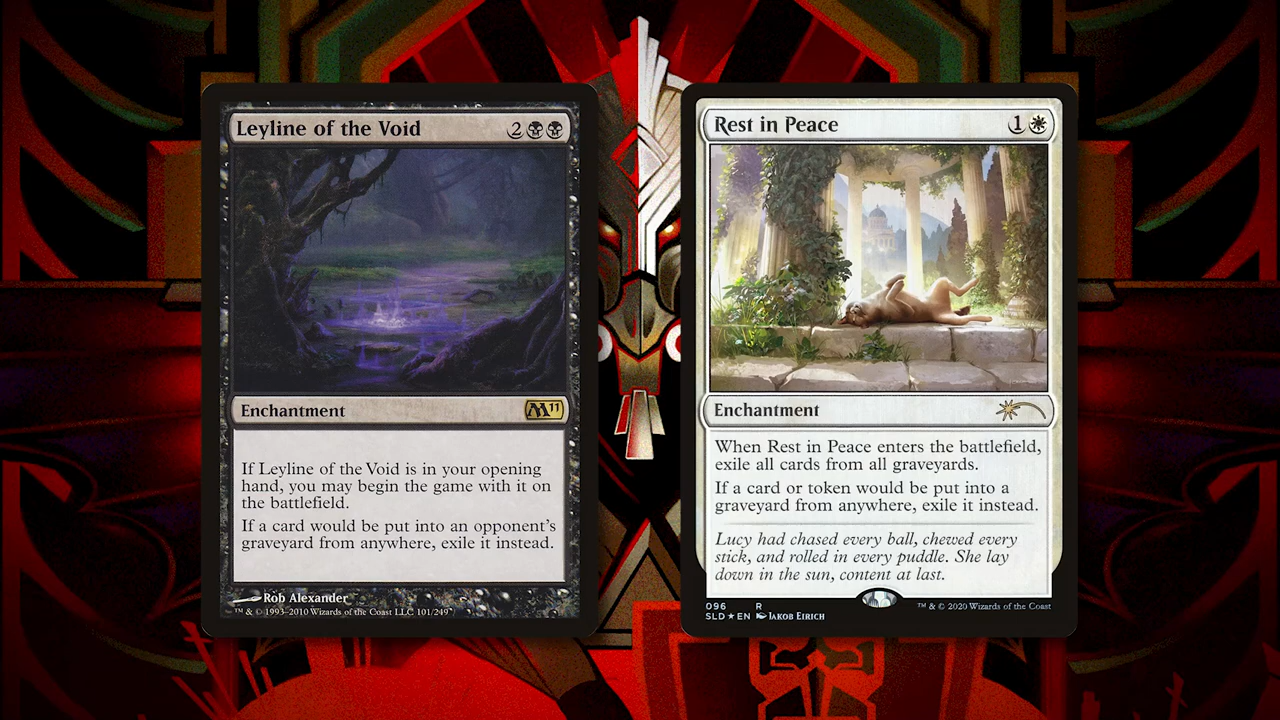 Leyline of the Void
2
Enchantment
M11
If Leyline of the Void is in your opening
hand, you may begin the game with it on
the battlefield.
If a card would be put into an opponent's
graveyard from anywhere, exile it instead.
Rob Alexander
™ & © 1993–2010 Wizards of the Coast LLC 101/249
Rest in Peace
1
Enchantment
When Rest in Peace enters the battlefield,
exile all cards from all graveyards.
If a card or token would be put into a
graveyard from anywhere, exile it instead.
Lucy had chased every ball, chewed every
stick, and rolled in every puddle. She lay
down in the sun, content at last.
096 R
SLD ★ EN Jakob Eirich
™ & © 2020 Wizards of the Coast